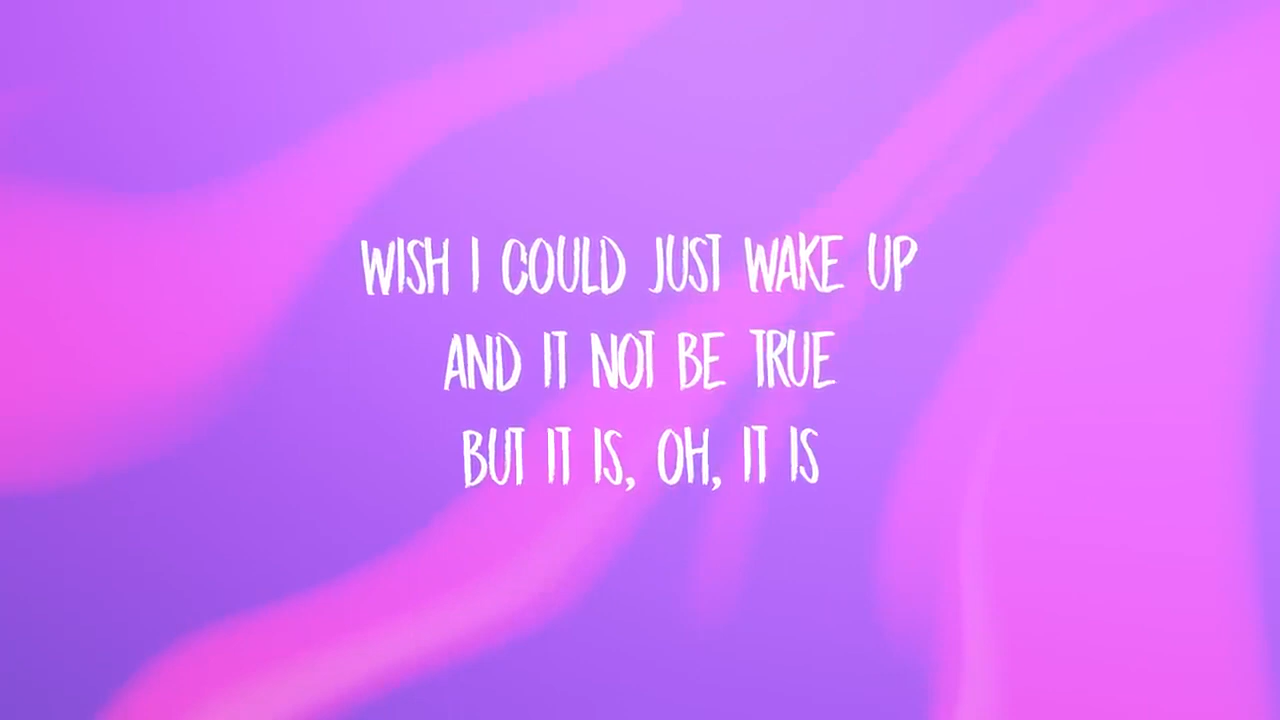 WISH I COULD JUST WAKE UP
AND IT NOT BE TRUE
BUT IT IS, OH, IT IS